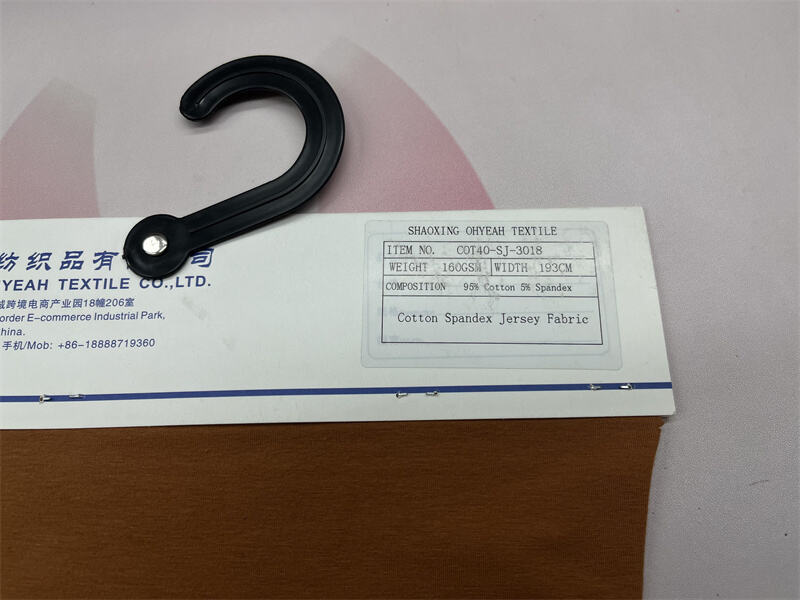 纺织品有 司
HYEAH TEXTILE CO.,LTD.
城跨境电商产业园18幢206室
order E-commerce Industrial Park,
hina.
手机/Mob: +86-18888719360
SHAOXING OHYEAH TEXTILE
ITEM NO. COT40-SJ-3018
WEIGHT 160GSM WIDTH 193CM
COMPOSITION 95% Cotton 5% Spandex
Cotton Spandex Jersey Fabric